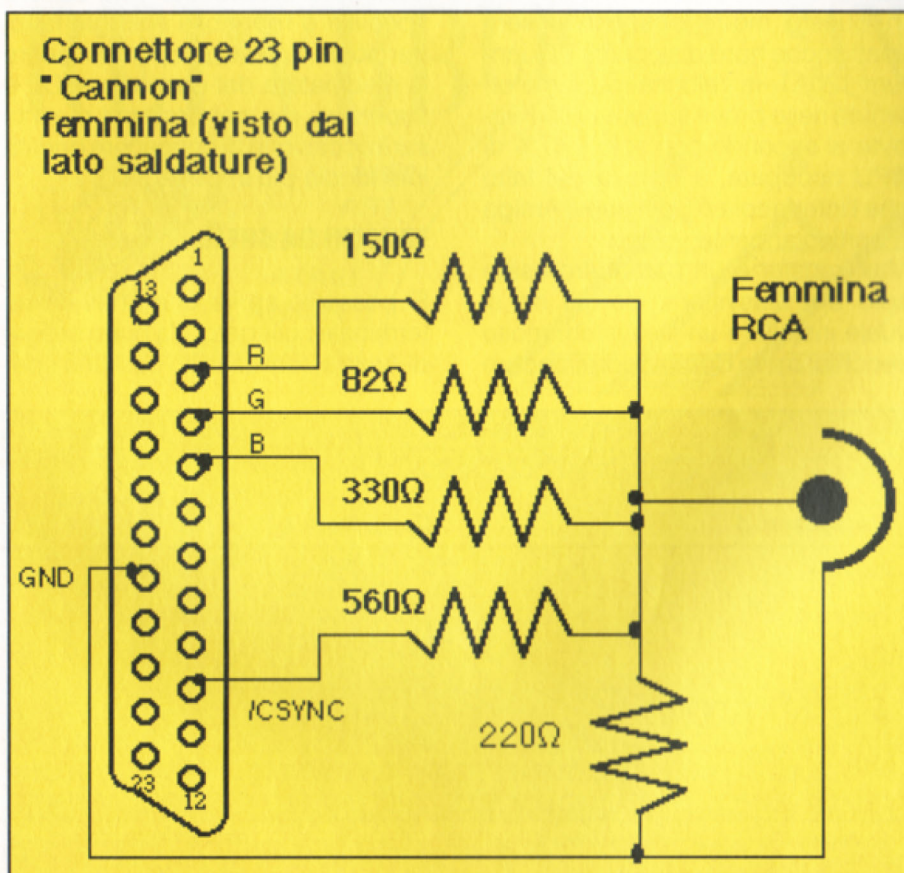 Connettore 23 pin
"Cannon"
femmina (visto dal
lato saldature)
1
13
150Ω
Femmina
RCA
R
82Ω
G
B
330Ω
GND
560Ω
/CSYNC
220Ω
23
12